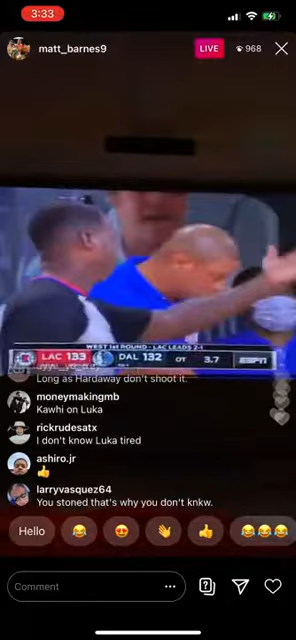 3:33
matt_barnes9
LIVE
968
WEST 1st ROUND - LAC LEADS 2-1
LAC 133 DAL 132 OT 3.7 ESPN
Long as Hardaway don't shoot it.
moneymakingmb
Kawhi on Luka
rickrudesatx
I don't know Luka tired
ashiro.jr
👍
larryvasquez64
You stoned that's why you don't knkw.
Hello 😂 😍 👋 👍 😂😂😂
Comment